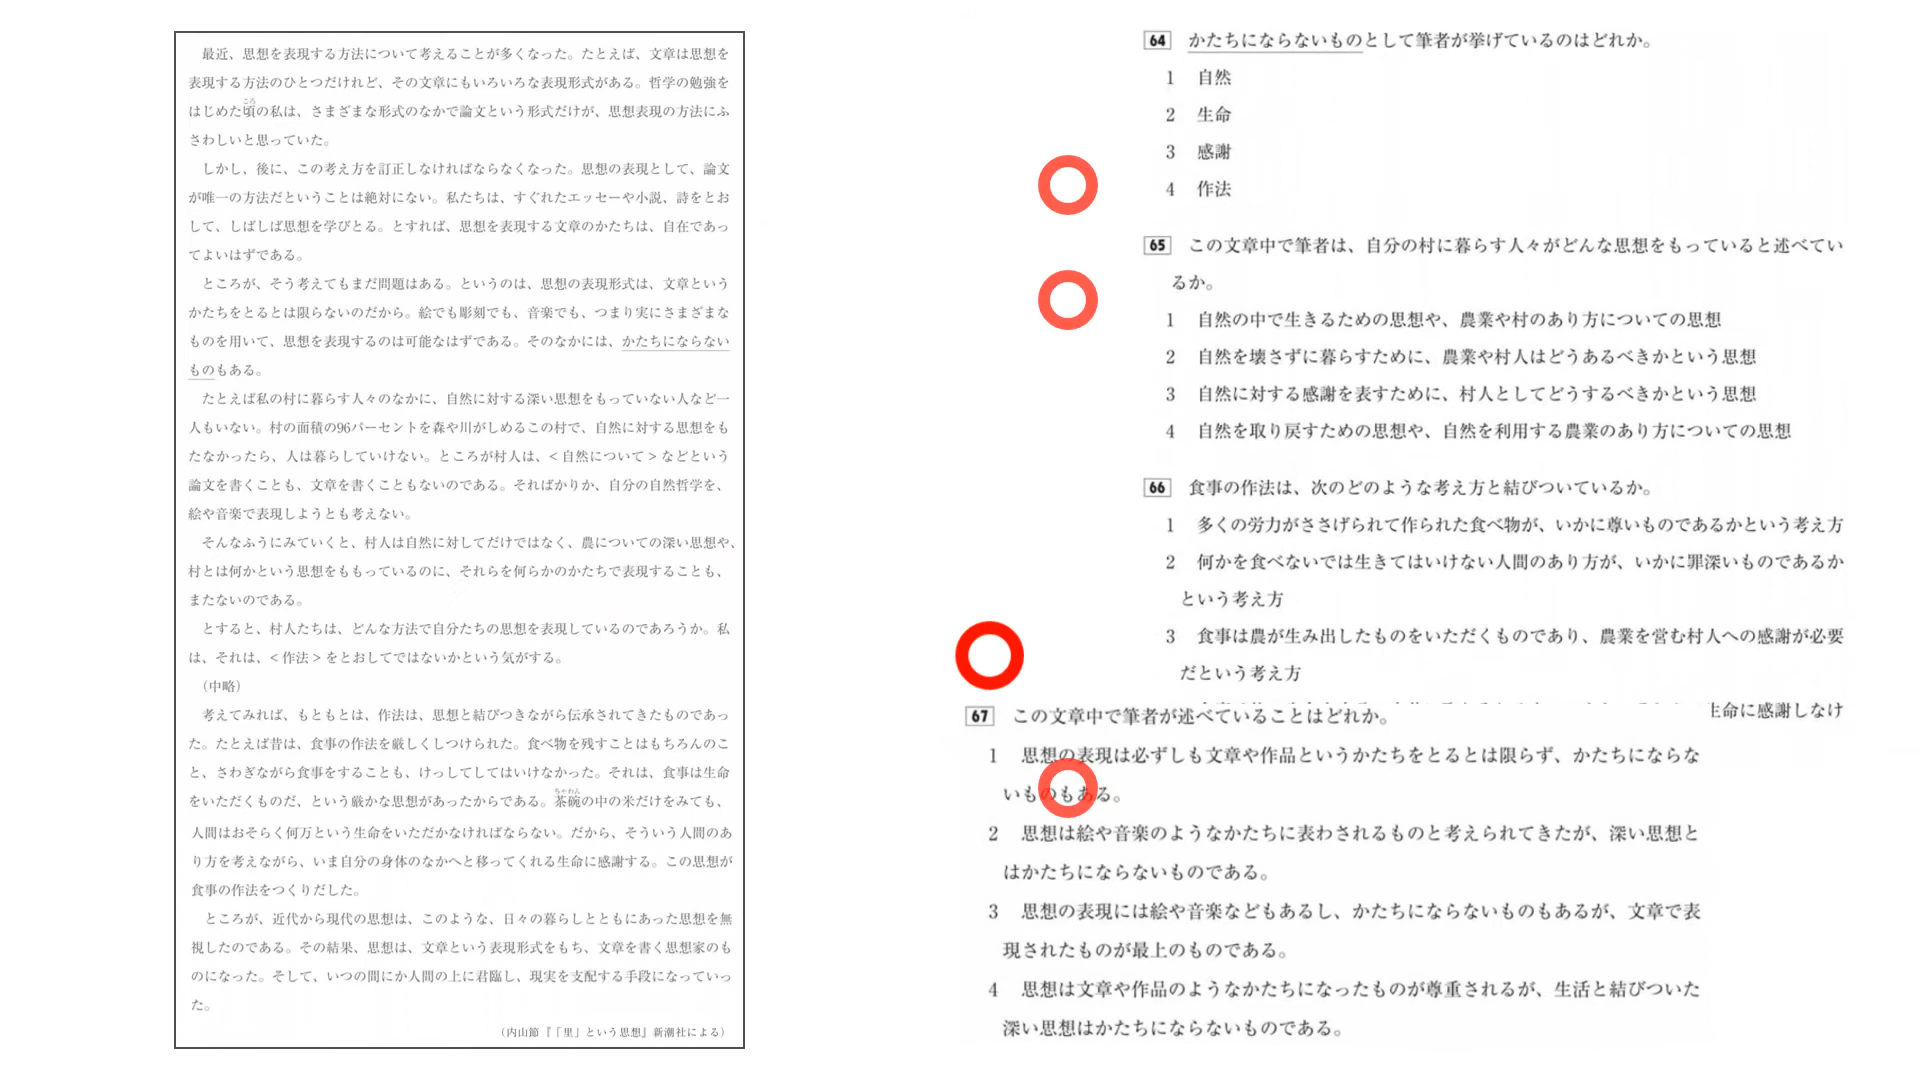 最近、思想を表現する方法について考えることが多くなった。たとえば、文章は思想を
表現する方法のひとつだけれど、その文章にもいろいろな表現形式がある。哲学の勉強を
はじめた頃の私は、さまざまな形式のなかで論文という形式だけが、思想表現の方法にふ
さわしいと思っていた。
しかし、後に、この考え方を訂正しなければならなくなった。思想の表現として、論文
が唯一の方法だということは絶対にない。私たちは、すぐれたエッセーや小説、詩をとお
して、しばしば思想を学びとる。とすれば、思想を表現する文章のかたちは、自在であっ
てよいはずである。
ところが、そう考えてもまだ問題はある。というのは、思想の表現形式は、文章という
かたちをとるとは限らないのだから。絵でも彫刻でも、音楽でも、つまり実にさまざまな
ものを用いて、思想を表現するのは可能なはずである。そのなかには、かたちにならない
ものもある。
たとえば私の村に暮らす人々のなかに、自然に対する深い思想をもっていない人など一
人もいない。村の面積の96パーセントを森や川がしめるこの村で、自然に対する思想をも
たなかったら、人は暮らしていけない。ところが村人は、＜自然について＞などという
論文を書くことも、文章を書くこともないのである。そればかりか、自分の自然哲学を、
絵や音楽で表現しようとも考えない。
そんなふうにみていくと、村人は自然に対してだけではなく、農についての深い思想や、
村とは何かという思想をももっているのに、それらを何らかのかたちで表現することも、
またないのである。
とすると、村人たちは、どんな方法で自分たちの思想を表現しているのであろうか。私
は、それは、＜作法＞をとおしてではないかという気がする。
（中略）
考えてみれば、もともとは、作法は、思想と結びつきながら伝承されてきたものであっ
た。たとえば昔は、食事の作法を厳しくしつけられた。食べ物を残すことはもちろんのこ
と、さわぎながら食事をすることも、けっしてしてはいけなかった。それは、食事は生命
をいただくものだ、という厳かな思想があったからである。茶碗の中の米だけをみても、
人間はおそらく何万という生命をいただかなければならない。だから、そういう人間のあ
り方を考えながら、いま自分の身体のなかへと移ってくれる生命に感謝する。この思想が
食事の作法をつくりだした。
ところが、近代から現代の思想は、このような、日々の暮らしとともにあった思想を無
視したのである。その結果、思想は、文章という表現形式をもち、文章を書く思想家のも
のになった。そして、いつの間にか人間の上に君臨し、現実を支配する手段になっていっ
た。
（内山節『「里」という思想』新潮社による）
64 かたちにならないものとして筆者が挙げているのはどれか。
1 自然
2 生命
3 感謝
4 作法
65 この文章中で筆者は、自分の村に暮らす人々がどんな思想をもっていると述べてい
るか。
1 自然の中で生きるための思想や、農業や村のあり方についての思想
2 自然を壊さずに暮らすために、農業や村人はどうあるべきかという思想
3 自然に対する感謝を表すために、村人としてどうするべきかという思想
4 自然を取り戻すための思想や、自然を利用する農業のあり方についての思想
66 食事の作法は、次のどのような考え方と結びついているか。
1 多くの労力がささげられて作られた食べ物が、いかに尊いものであるかという考え方
2 何かを食べないでは生きてはいけない人間のあり方が、いかに罪深いものであるか
という考え方
3 食事は農が生み出したものをいただくものであり、農業を営む村人への感謝が必要
だという考え方
生命に感謝しなけ
67 この文章中で筆者が述べていることはどれか。
1 思想の表現は必ずしも文章や作品というかたちをとるとは限らず、かたちにならな
いものもある。
2 思想は絵や音楽のようなかたちに表わされるものと考えられてきたが、深い思想と
はかたちにならないものである。
3 思想の表現には絵や音楽などもあるし、かたちにならないものもあるが、文章で表
現されたものが最上のものである。
4 思想は文章や作品のようなかたちになったものが尊重されるが、生活と結びついた
深い思想はかたちにならないものである。